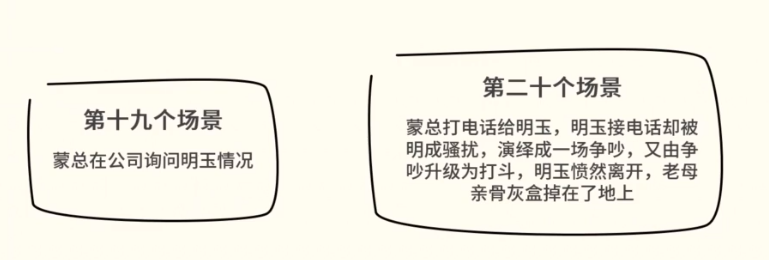 第十九个场景
蒙总在公司询问明玉情况
第二十个场景
蒙总打电话给明玉，明玉接电话却被
明成骚扰，演绎成一场争吵，又由争
吵升级为打斗，明玉愤然离开，老母
亲骨灰盒掉在了地上